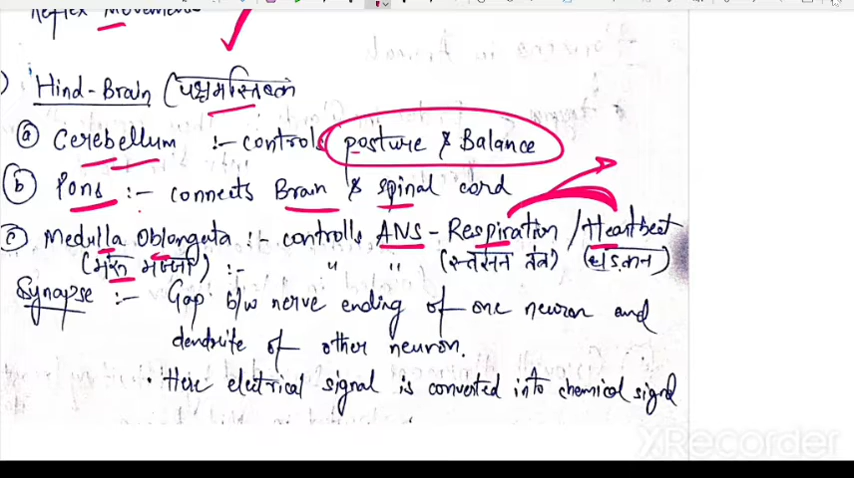 Reflex Movements
) Hind-Brain (पश्चमस्तिष्क
ⓐ Cerebellum :- controls posture & Balance
ⓑ Pons :- connects Brain & spinal cord
ⓒ Medulla Oblongata :- controlls ANS - Respiration / Heartbeat
( मज्जा) :- " " ( तंत्र) (धड़कन)
Synapse :- Gap b/w nerve ending of one neuron and
dendrite of other neuron.
• Here electrical signal is converted into chemical signal
XRecorder